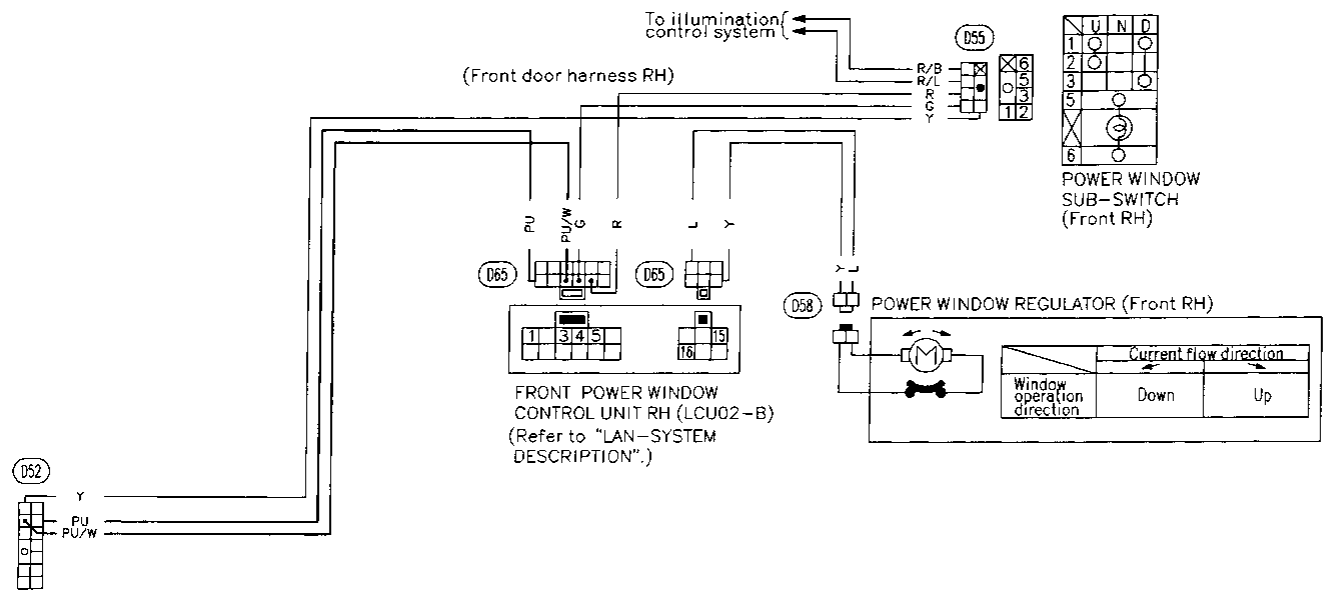 To illumination
control system
D55
U N D
1
2
3
5
6
6
5
3
1 2
R/B
R/L
R
G
Y
(Front door harness RH)
POWER WINDOW
SUB-SWITCH
(Front RH)
PU
PU/W
G
R
L
Y
Y
L
D65
D65
D58
POWER WINDOW REGULATOR (Front RH)
1 3 4 5
15
16
M
Current flow direction
Window
operation
direction
Down
Up
FRONT POWER WINDOW
CONTROL UNIT RH (LCU02-B)
(Refer to "LAN-SYSTEM
DESCRIPTION".)
D52
Y
PU
PU/W